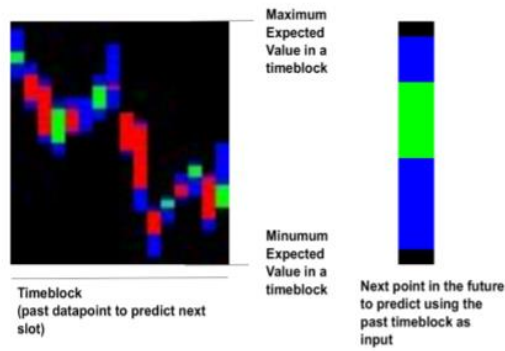 Maximum
Expected
Value in a
timeblock
Minumum
Expected
Value in a
timeblock
Timeblock
(past datapoint to predict next
slot)
Next point in the future
to predict using the
past timeblock as
input